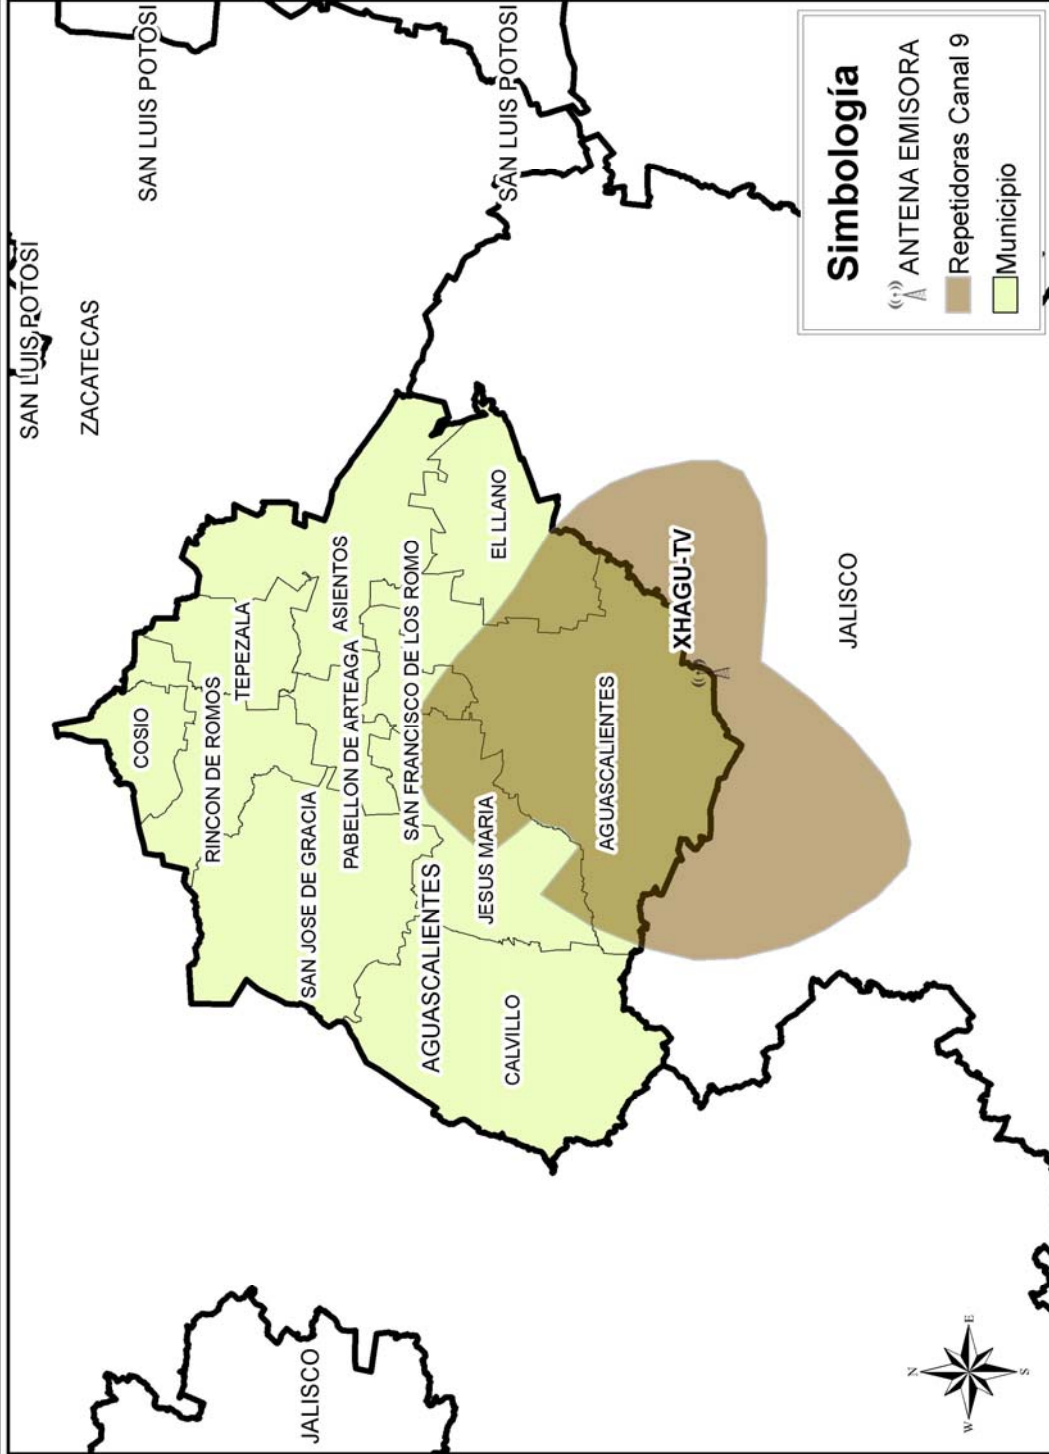 SAN LUIS POTOSI
ZACATECAS
COSIO
SAN LUIS POTOSI
RINCON DE ROMOS
TEPEZALA
JALISCO
SAN JOSE DE GRACIA
ASIENTOS
PABELLON DE ARTEAGA
SAN FRANCISCO DE LOS ROMO
AGUASCALIENTES
JESUS MARIA
EL LLANO
SAN LUIS POTOSI
CALVILLO
AGUASCALIENTES
XHAGU-TV
JALISCO
Simbología
ANTENA EMISORA
Repetidoras Canal 9
Municipio
N
W
E
S